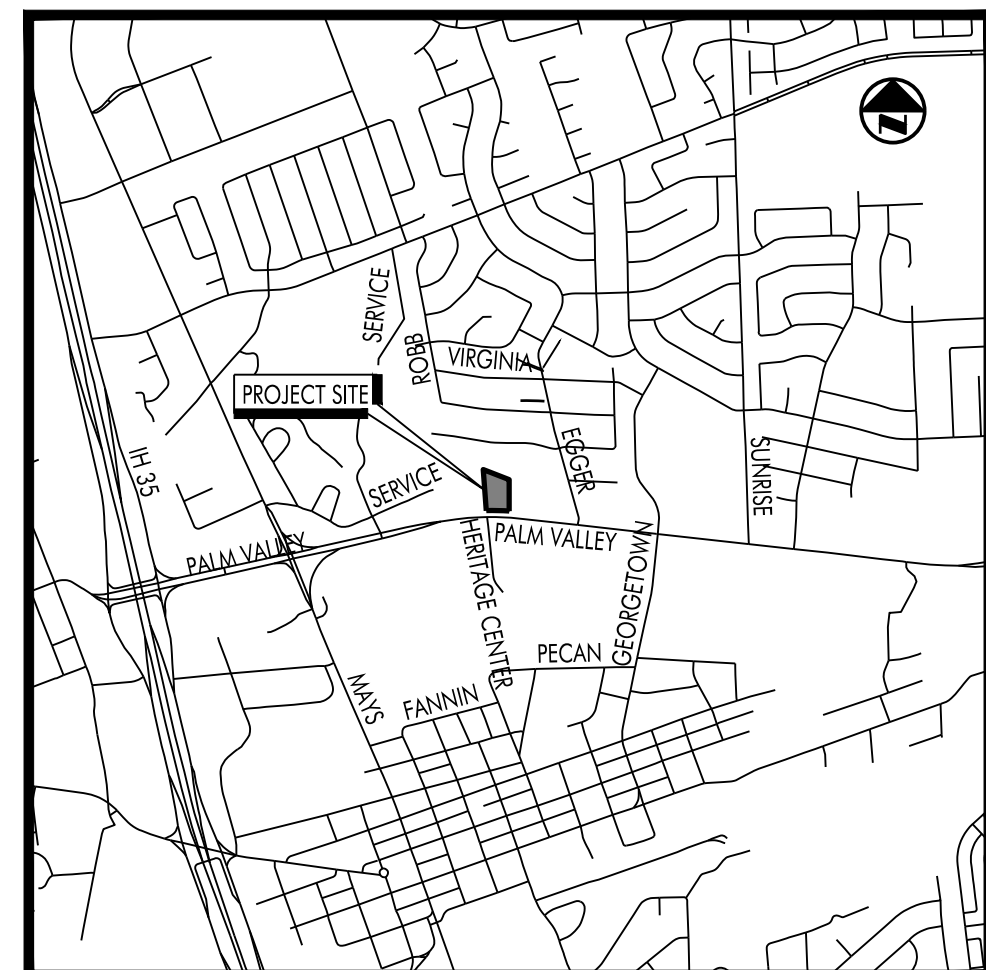 N
SERVICE
ROBB
VIRGINIA
PROJECT SITE
IH 35
EGGER
SUNRISE
SERVICE
PALM VALLEY
PALM VALLEY
HERITAGE CENTER
GEORGETOWN
PECAN
MAYS
FANNIN